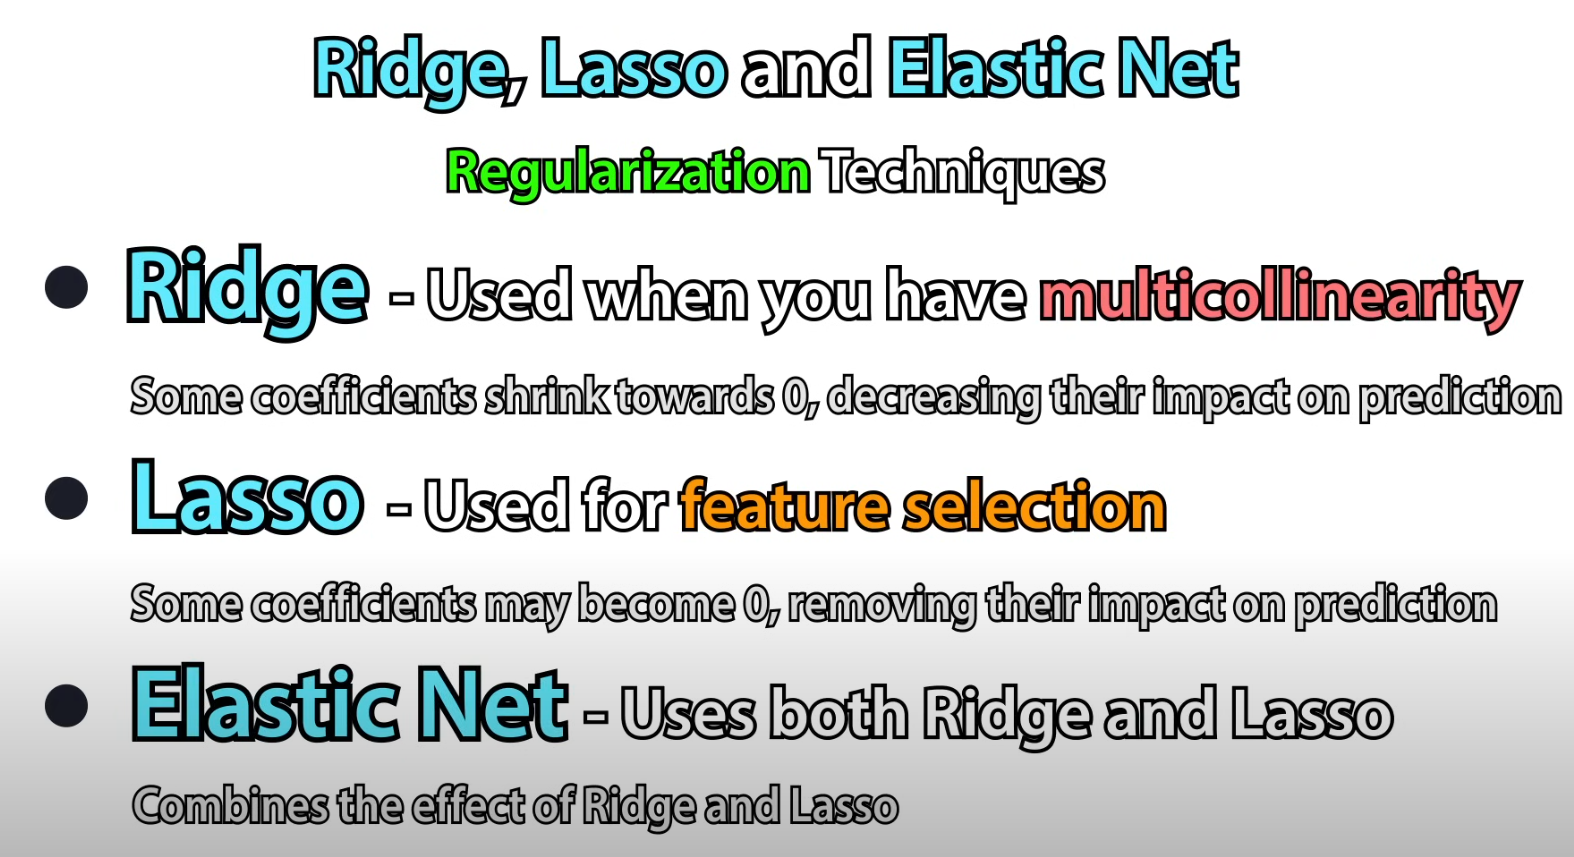 Ridge, Lasso and Elastic Net
Regularization Techniques
● Ridge - Used when you have multicollinearity
Some coefficients shrink towards 0, decreasing their impact on prediction
● Lasso - Used for feature selection
Some coefficients may become 0, removing their impact on prediction
● Elastic Net - Uses both Ridge and Lasso
Combines the effect of Ridge and Lasso